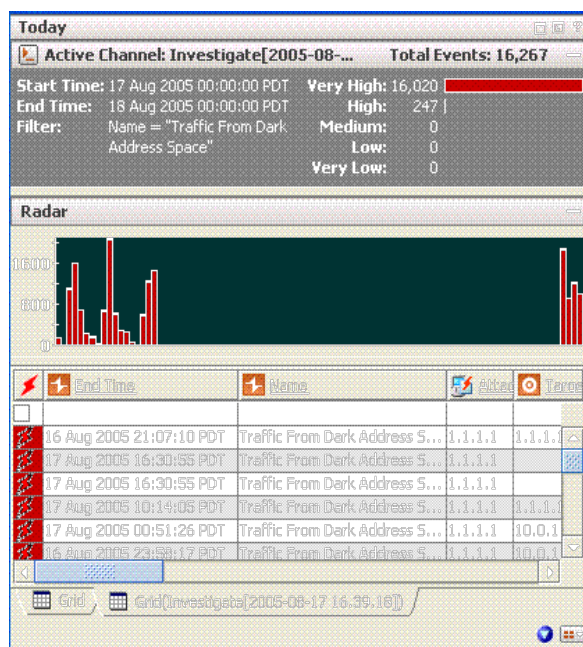 Today
Active Channel: Investigate[2005-08-... Total Events: 16,267
Start Time: 17 Aug 2005 00:00:00 PDT Very High: 16,020
End Time: 18 Aug 2005 00:00:00 PDT High: 247
Filter: Name = "Traffic From Dark Medium: 0
Address Space" Low: 0
Very Low: 0
Radar
1600
800
0
End Time Name Attac Targe
16 Aug 2005 21:07:10 PDT Traffic From Dark Address S... 1.1.1.1 1.1.1.1
17 Aug 2005 16:30:55 PDT Traffic From Dark Address S... 1.1.1.1
17 Aug 2005 16:30:55 PDT Traffic From Dark Address S... 1.1.1.1
17 Aug 2005 10:14:05 PDT Traffic From Dark Address S... 1.1.1.1 1.1.1.1
17 Aug 2005 00:51:26 PDT Traffic From Dark Address S... 1.1.1.1 10.0.1
16 Aug 2005 23:58:17 PDT Traffic From Dark Address S... 1.1.1.1 10.0.1
Grid Grid(Investigate[2005-08-17 16.39.18])